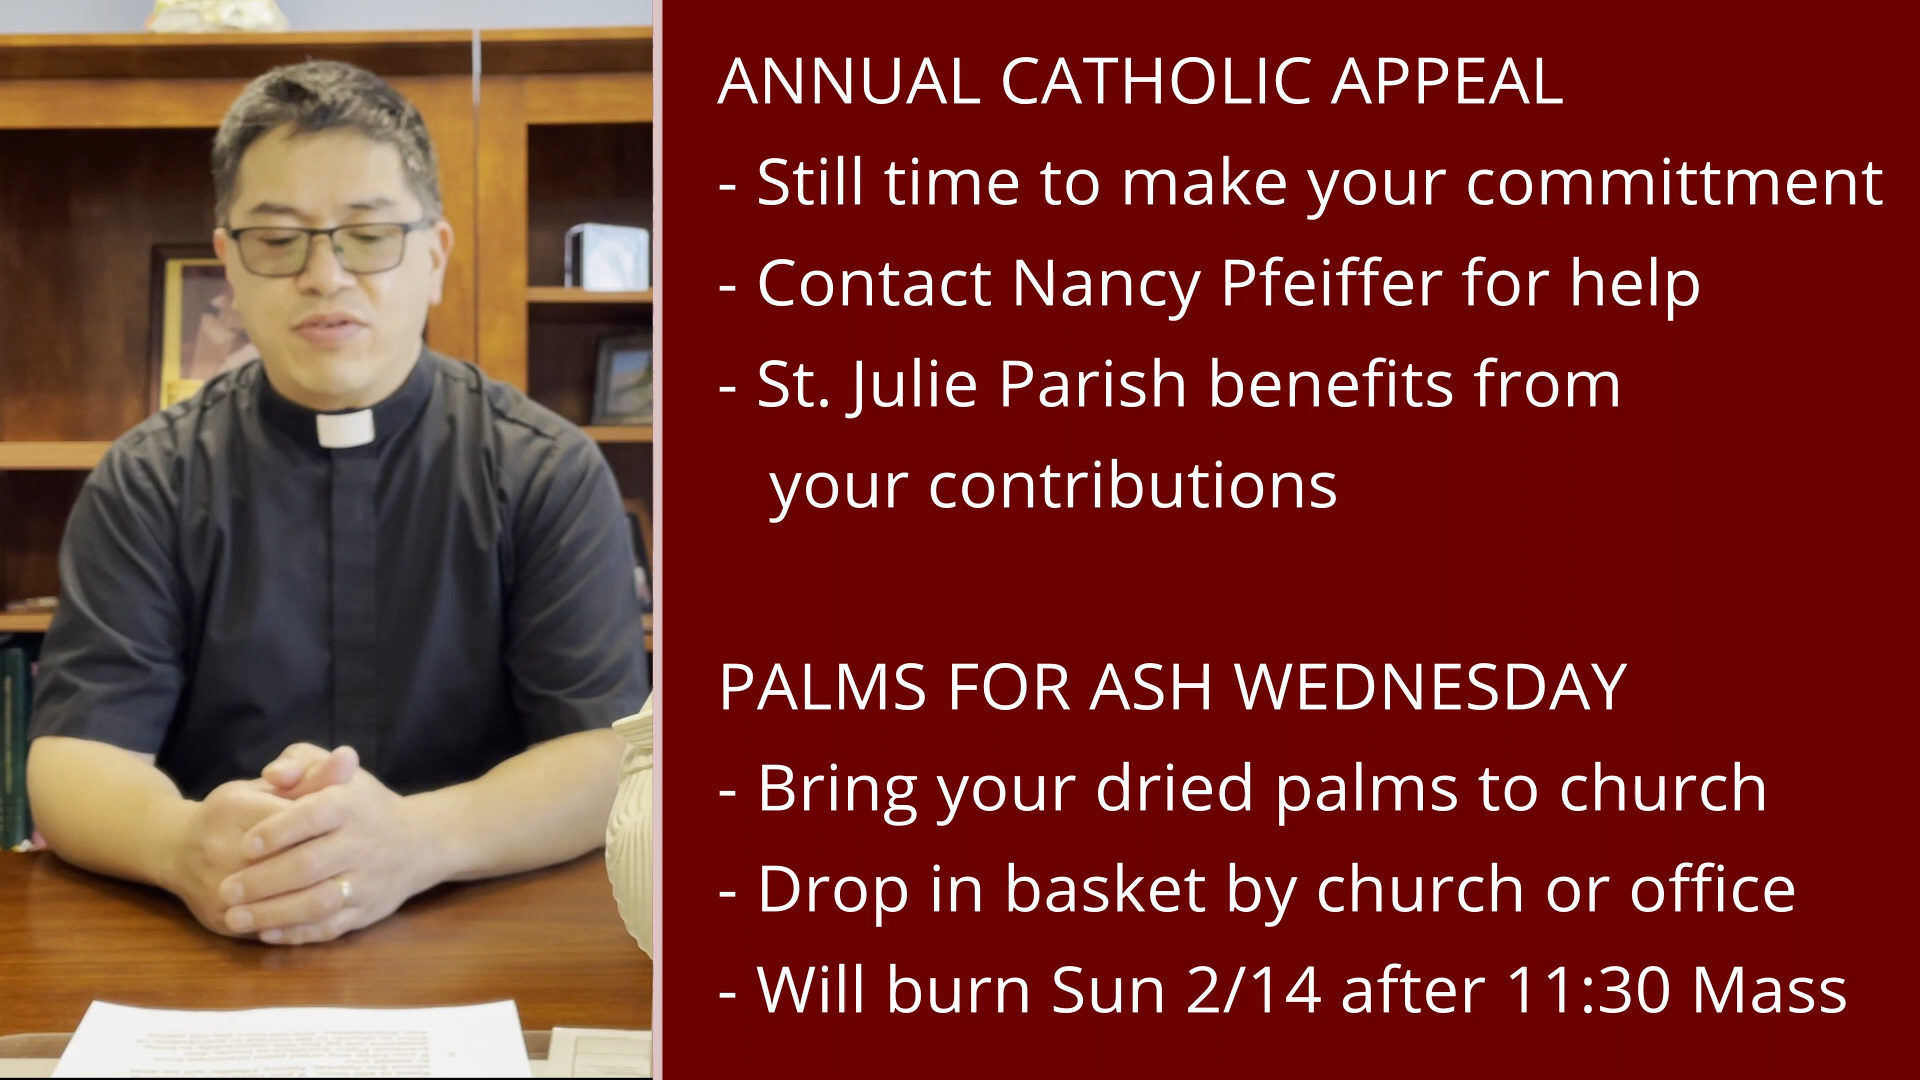 ANNUAL CATHOLIC APPEAL
- Still time to make your committment
- Contact Nancy Pfeiffer for help
- St. Julie Parish benefits from
your contributions
PALMS FOR ASH WEDNESDAY
- Bring your dried palms to church
- Drop in basket by church or office
- Will burn Sun 2/14 after 11:30 Mass